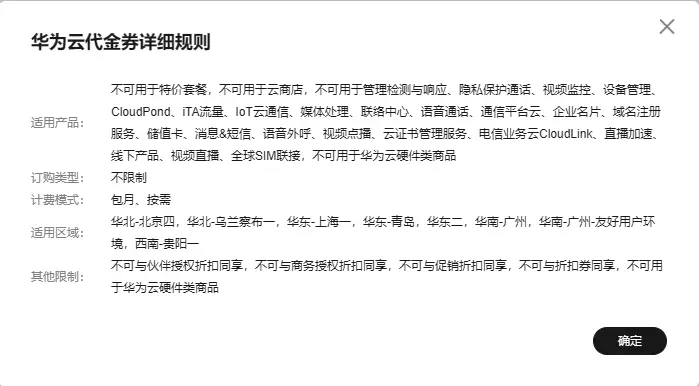 华为云代金券详细规则
适用产品：
不可用于特价套餐，不可用于云商店，不可用于管理检测与响应、隐私保护通话、视频监控、设备管理、
CloudPond、iTA流量、IoT云通信、媒体处理、联络中心、语音通话、通信平台云、企业名片、域名注册
服务、储值卡、消息&短信、语音外呼、视频点播、云证书管理服务、电信业务云CloudLink、直播加速、
线下产品、视频直播、全球SIM联接，不可用于华为云硬件类商品
订购类型：
不限制
计费模式：
包月、按需
适用区域：
华北-北京四，华北-乌兰察布一，华东-上海一，华东-青岛，华东二，华南-广州，华南-广州-友好用户环
境，西南-贵阳一
其他限制：
不可与伙伴授权折扣同享，不可与商务授权折扣同享，不可与促销折扣同享，不可与折扣券同享，不可用
于华为云硬件类商品
确定